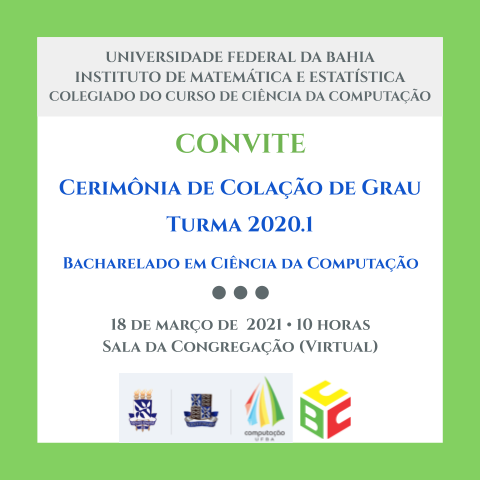 UNIVERSIDADE FEDERAL DA BAHIA
INSTITUTO DE MATEMÁTICA E ESTATÍSTICA
COLEGIADO DO CURSO DE CIÊNCIA DA COMPUTAÇÃO
CONVITE
Cerimônia de Colação de Grau
Turma 2020.1
Bacharelado em Ciência da Computação
18 de março de 2021 • 10 horas
Sala da Congregação (Virtual)
computação
UFBA
C
B C